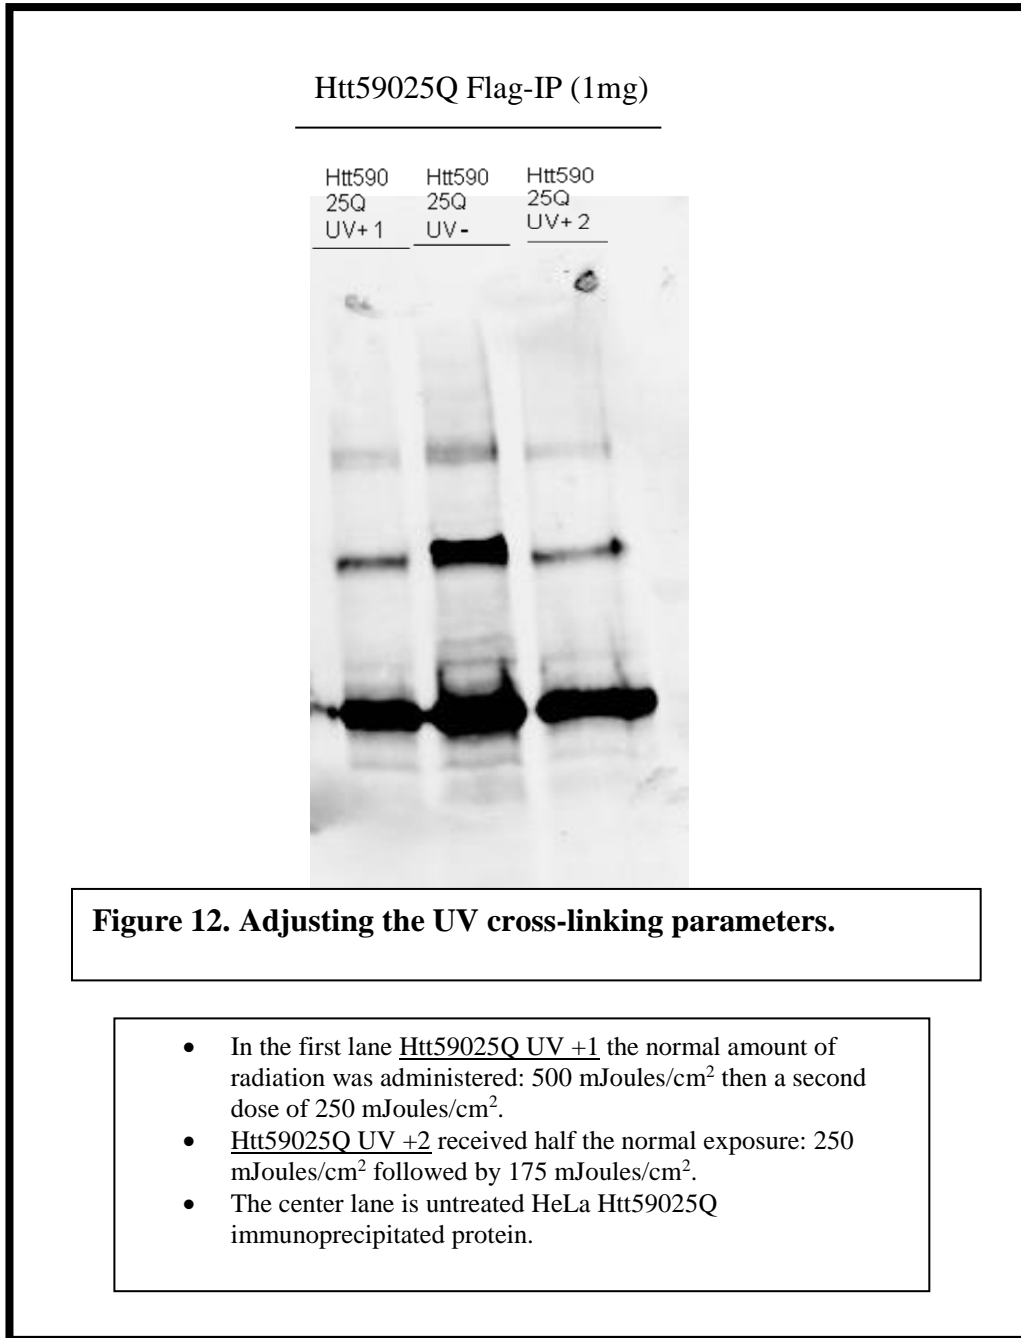 Htt59025Q Flag-IP (1mg)
Htt590 Htt590 Htt590
25Q 25Q 25Q
UV+ 1 UV - UV+ 2
Figure 12. Adjusting the UV cross-linking parameters.
• In the first lane Htt59025Q UV +1 the normal amount of
radiation was administered: 500 mJoules/cm² then a second
dose of 250 mJoules/cm².
• Htt59025Q UV +2 received half the normal exposure: 250
mJoules/cm² followed by 175 mJoules/cm².
• The center lane is untreated HeLa Htt59025Q
immunoprecipitated protein.